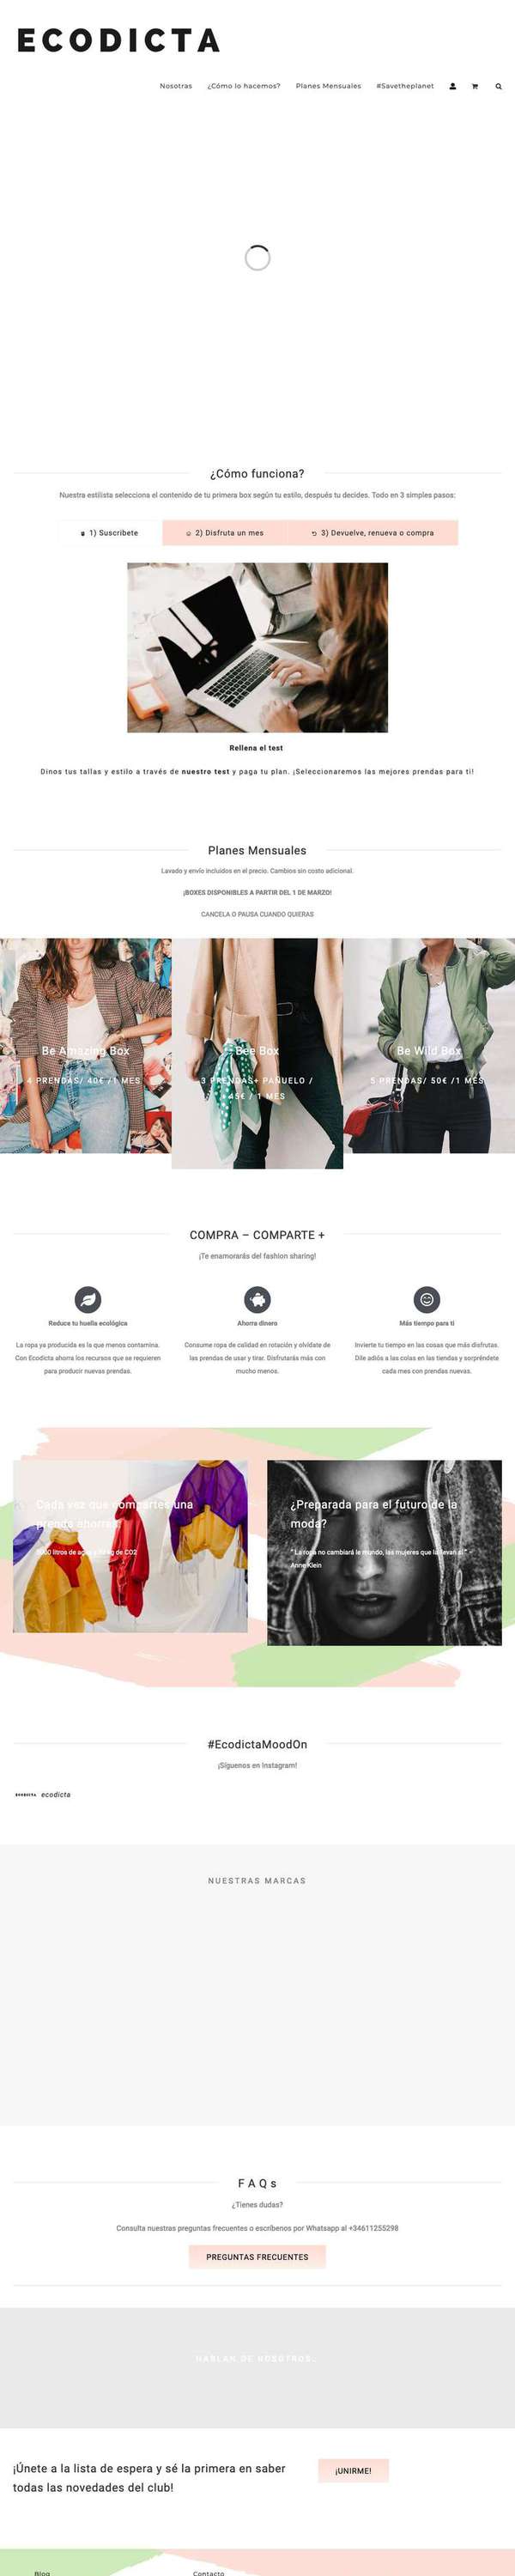 ECODICTA
Nosotras ¿Cómo lo hacemos? Planes Mensuales #Savetheplanet
¿Cómo funciona?
Nuestra estilista selecciona el contenido de tu primera box según tu estilo, después tu decides. Todo en 3 simples pasos:
1) Suscríbete 2) Disfruta un mes 3) Devuelve, renueva o compra
Rellena el test
Dinos tus tallas y estilo a través de nuestro test y paga tu plan. ¡Seleccionaremos las mejores prendas para ti!
Planes Mensuales
Lavado y envío incluidos en el precio. Cambios sin costo adicional.
¡BOXES DISPONIBLES A PARTIR DEL 1 DE MARZO!
CANCELA O PAUSA CUANDO QUIERAS
Be Amazing Box
4 PRENDAS/ 40€ /1 MES
Bee Box
3 PRENDAS+ PAÑUELO /
45€ / 1 MES
Be Wild Box
5 PRENDAS/ 50€ /1 MES
COMPRA – COMPARTE +
¡Te enamorarás del fashion sharing!
Reduce tu huella ecológica
La ropa ya producida es la que menos contamina.
Con Ecodicta ahorra los recursos que se requieren
para producir nuevas prendas.
Ahorra dinero
Consume ropa de calidad en rotación y olvídate de
las prendas de usar y tirar. Disfrutarás más con
mucho menos.
Más tiempo para ti
Invierte tu tiempo en las cosas que más disfrutas.
Dile adiós a las colas en las tiendas y sorpréndete
cada mes con prendas nuevas.
Cada vez que compartes una
prenda ahorras
litros de agua CO2
¿Preparada para el futuro de la
moda?
"La ropa no cambiará le mundo, las mujeres que la llevan si."
Anne Klein
#EcodictaMoodOn
¡Síguenos en Instagram!
ECODICTA ecodicta
NUESTRAS MARCAS
FAQs
¿Tienes dudas?
Consulta nuestras preguntas frecuentes o escríbenos por Whatsapp al +34611255298
PREGUNTAS FRECUENTES
HABLAN DE NOSOTROS…
¡Únete a la lista de espera y sé la primera en saber
todas las novedades del club!
¡UNIRME!
Blog Contacto